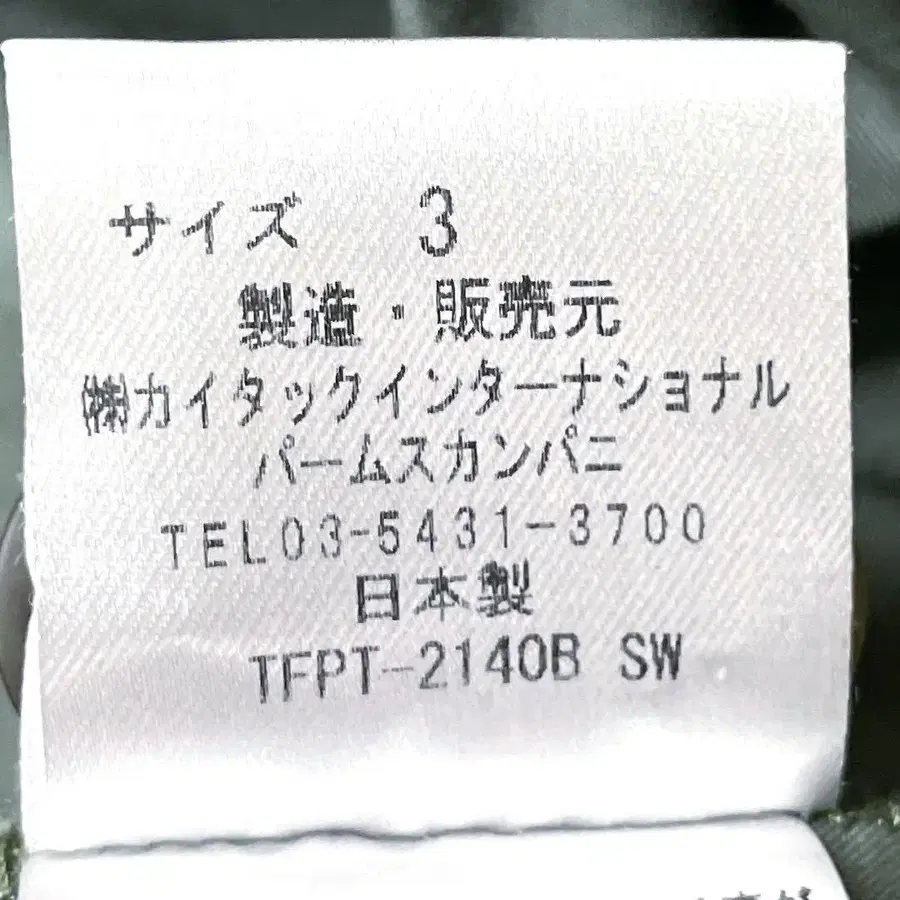 サイズ 3
製造・販売元
㈱カイタックインターナショナル
パームスカンパニ
TEL03-5431-3700
日本製
TFPT-2140B SW